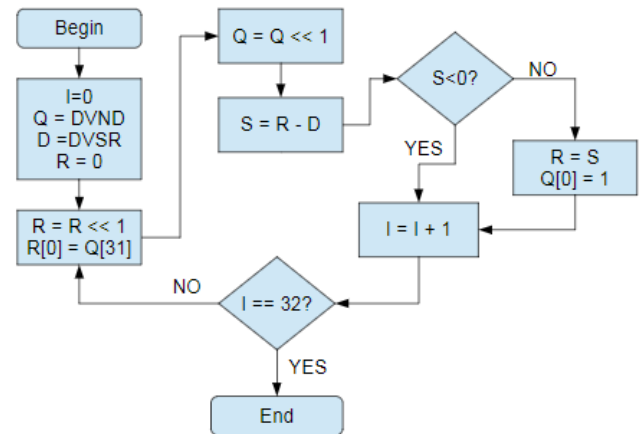 Begin
I=0
Q = DVND
D =DVSR
R = 0
R = R << 1
R[0] = Q[31]
Q = Q << 1
S = R - D
S<0?
NO
YES
R = S
Q[0] = 1
I = I + 1
I == 32?
NO
YES
End